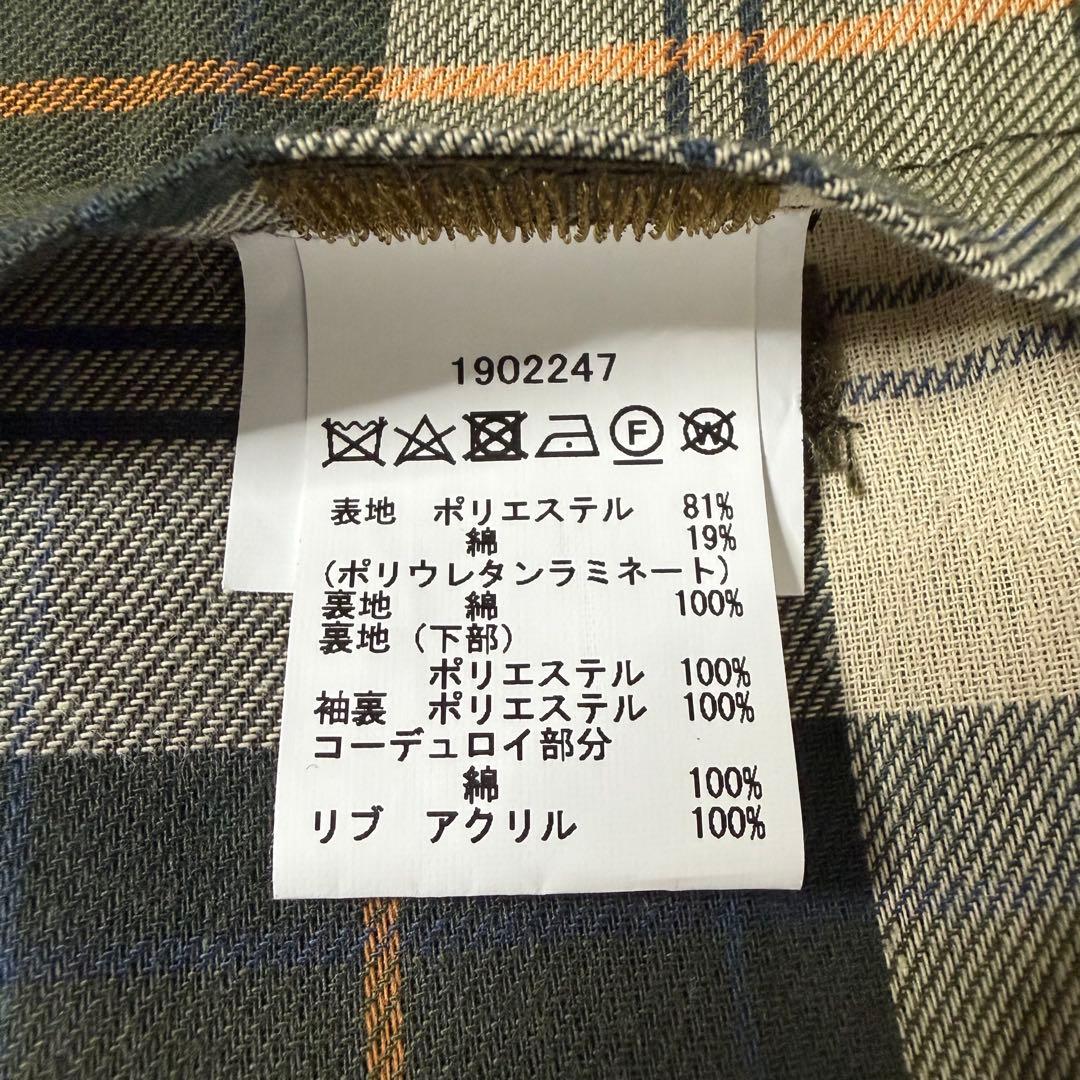 1902247
F W
表地 ポリエステル 81%
綿 19%
(ポリウレタンラミネート)
裏地 綿 100%
裏地(下部)
ポリエステル 100%
袖裏 ポリエステル 100%
コーデュロイ部分
綿 100%
リブ アクリル 100%